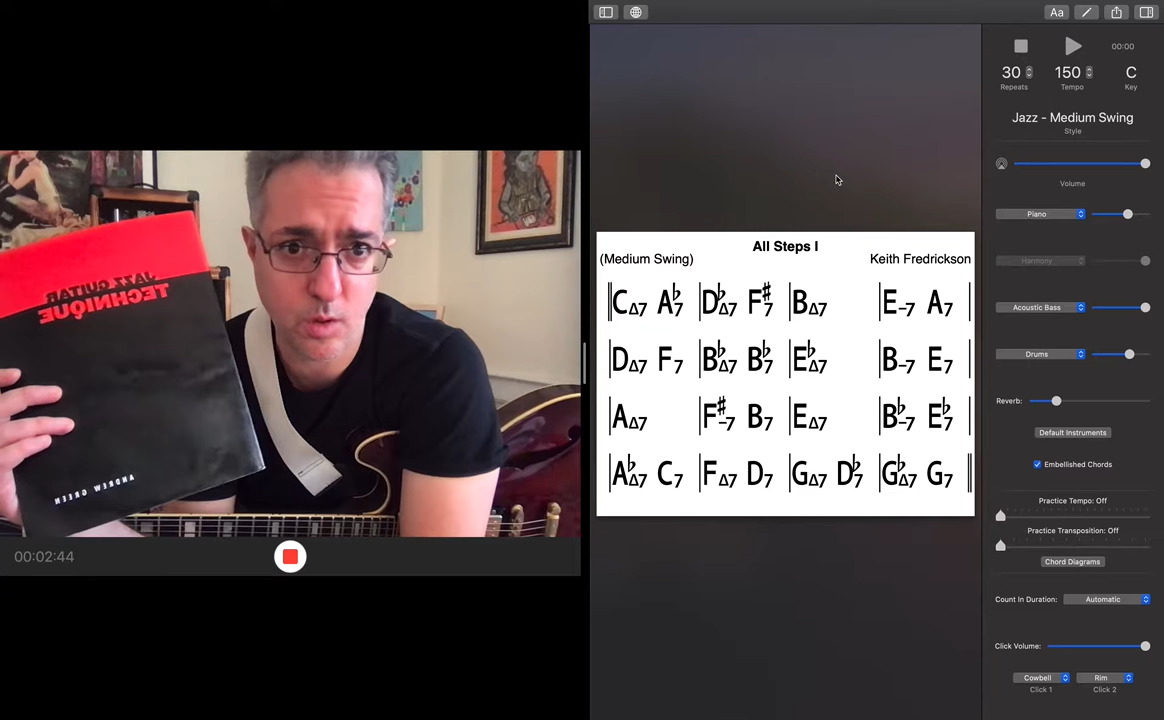 JAZZ GUITAR
TECHNIQUE
ANDREW GREEN
00:02:44
Aa
00:00
30 150 C
Repeats Tempo Key
Jazz - Medium Swing
Style
Volume
Piano
Harmony
Acoustic Bass
Drums
Reverb:
Default Instruments
Embellished Chords
Practice Tempo: Off
Practice Transposition: Off
Chord Diagrams
Count In Duration: Automatic
Click Volume:
Cowbell Rim
Click 1 Click 2
All Steps I
(Medium Swing) Keith Fredrickson
CΔ7 A♭7 D♭Δ7 F♯7 BΔ7 E-7 A7
DΔ7 F7 B♭Δ7 B♭7 E♭Δ7 B-7 E7
AΔ7 F♯-7 B7 EΔ7 B♭-7 E♭7
A♭Δ7 C7 FΔ7 D7 GΔ7 D♭7 G♭Δ7 G7